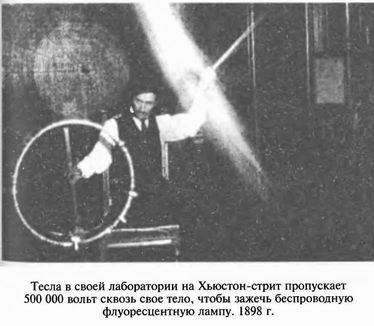 Тесла в своей лаборатории на Хьюстон-стрит пропускает
500 000 вольт сквозь свое тело, чтобы зажечь беспроводную
флуоресцентную лампу. 1898 г.